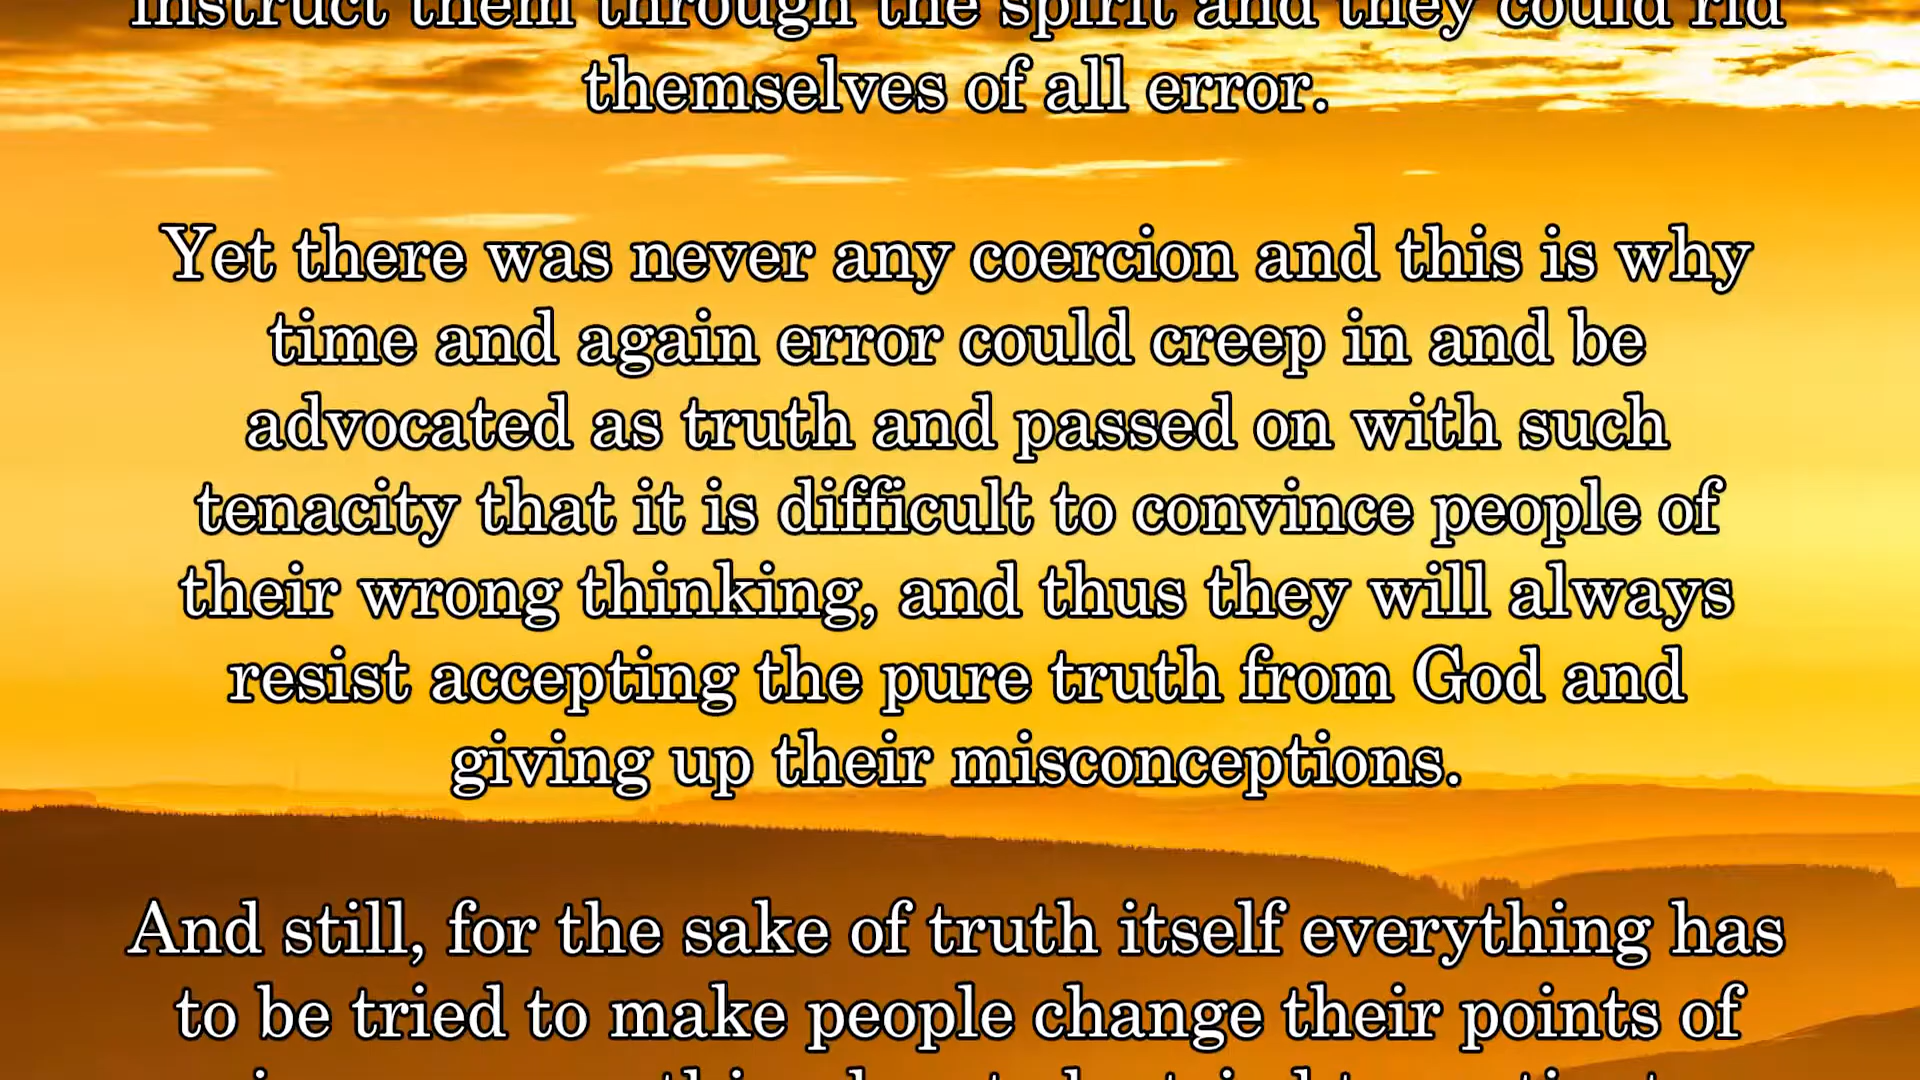 instruct them through the spirit and they could rid
themselves of all error.
Yet there was never any coercion and this is why
time and again error could creep in and be
advocated as truth and passed on with such
tenacity that it is difficult to convince people of
their wrong thinking, and thus they will always
resist accepting the pure truth from God and
giving up their misconceptions.
And still, for the sake of truth itself everything has
to be tried to make people change their points of